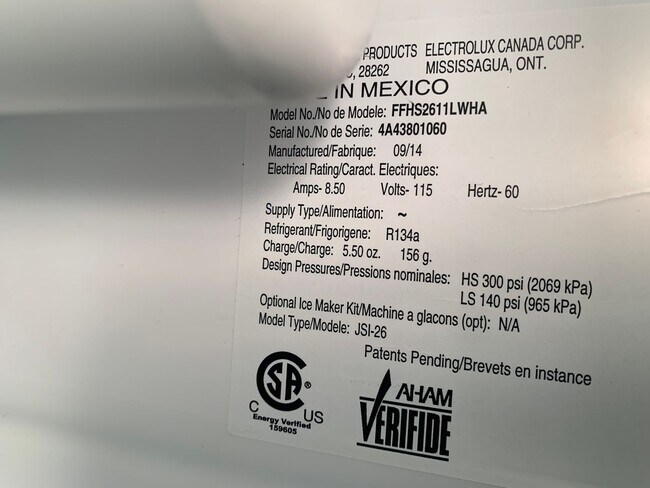 PRODUCTS ELECTROLUX CANADA CORP.
, 28262 MISSISSAGUA, ONT.
IN MEXICO
Model No./No de Modele: FFHS2611LWHA
Serial No./No de Serie: 4A43801060
Manufactured/Fabrique: 09/14
Electrical Rating/Caract. Electriques:
Amps- 8.50 Volts- 115 Hertz- 60
Supply Type/Alimentation: ~
Refrigerant/Frigorigene: R134a
Charge/Charge: 5.50 oz. 156 g.
Design Pressures/Pressions nominales: HS 300 psi (2069 kPa)
LS 140 psi (965 kPa)
Optional Ice Maker Kit/Machine a glacons (opt): N/A
Model Type/Modele: JSI-26
Patents Pending/Brevets en instance
C SA ® US
Energy Verified
159605
AHAM
VERIFIDE